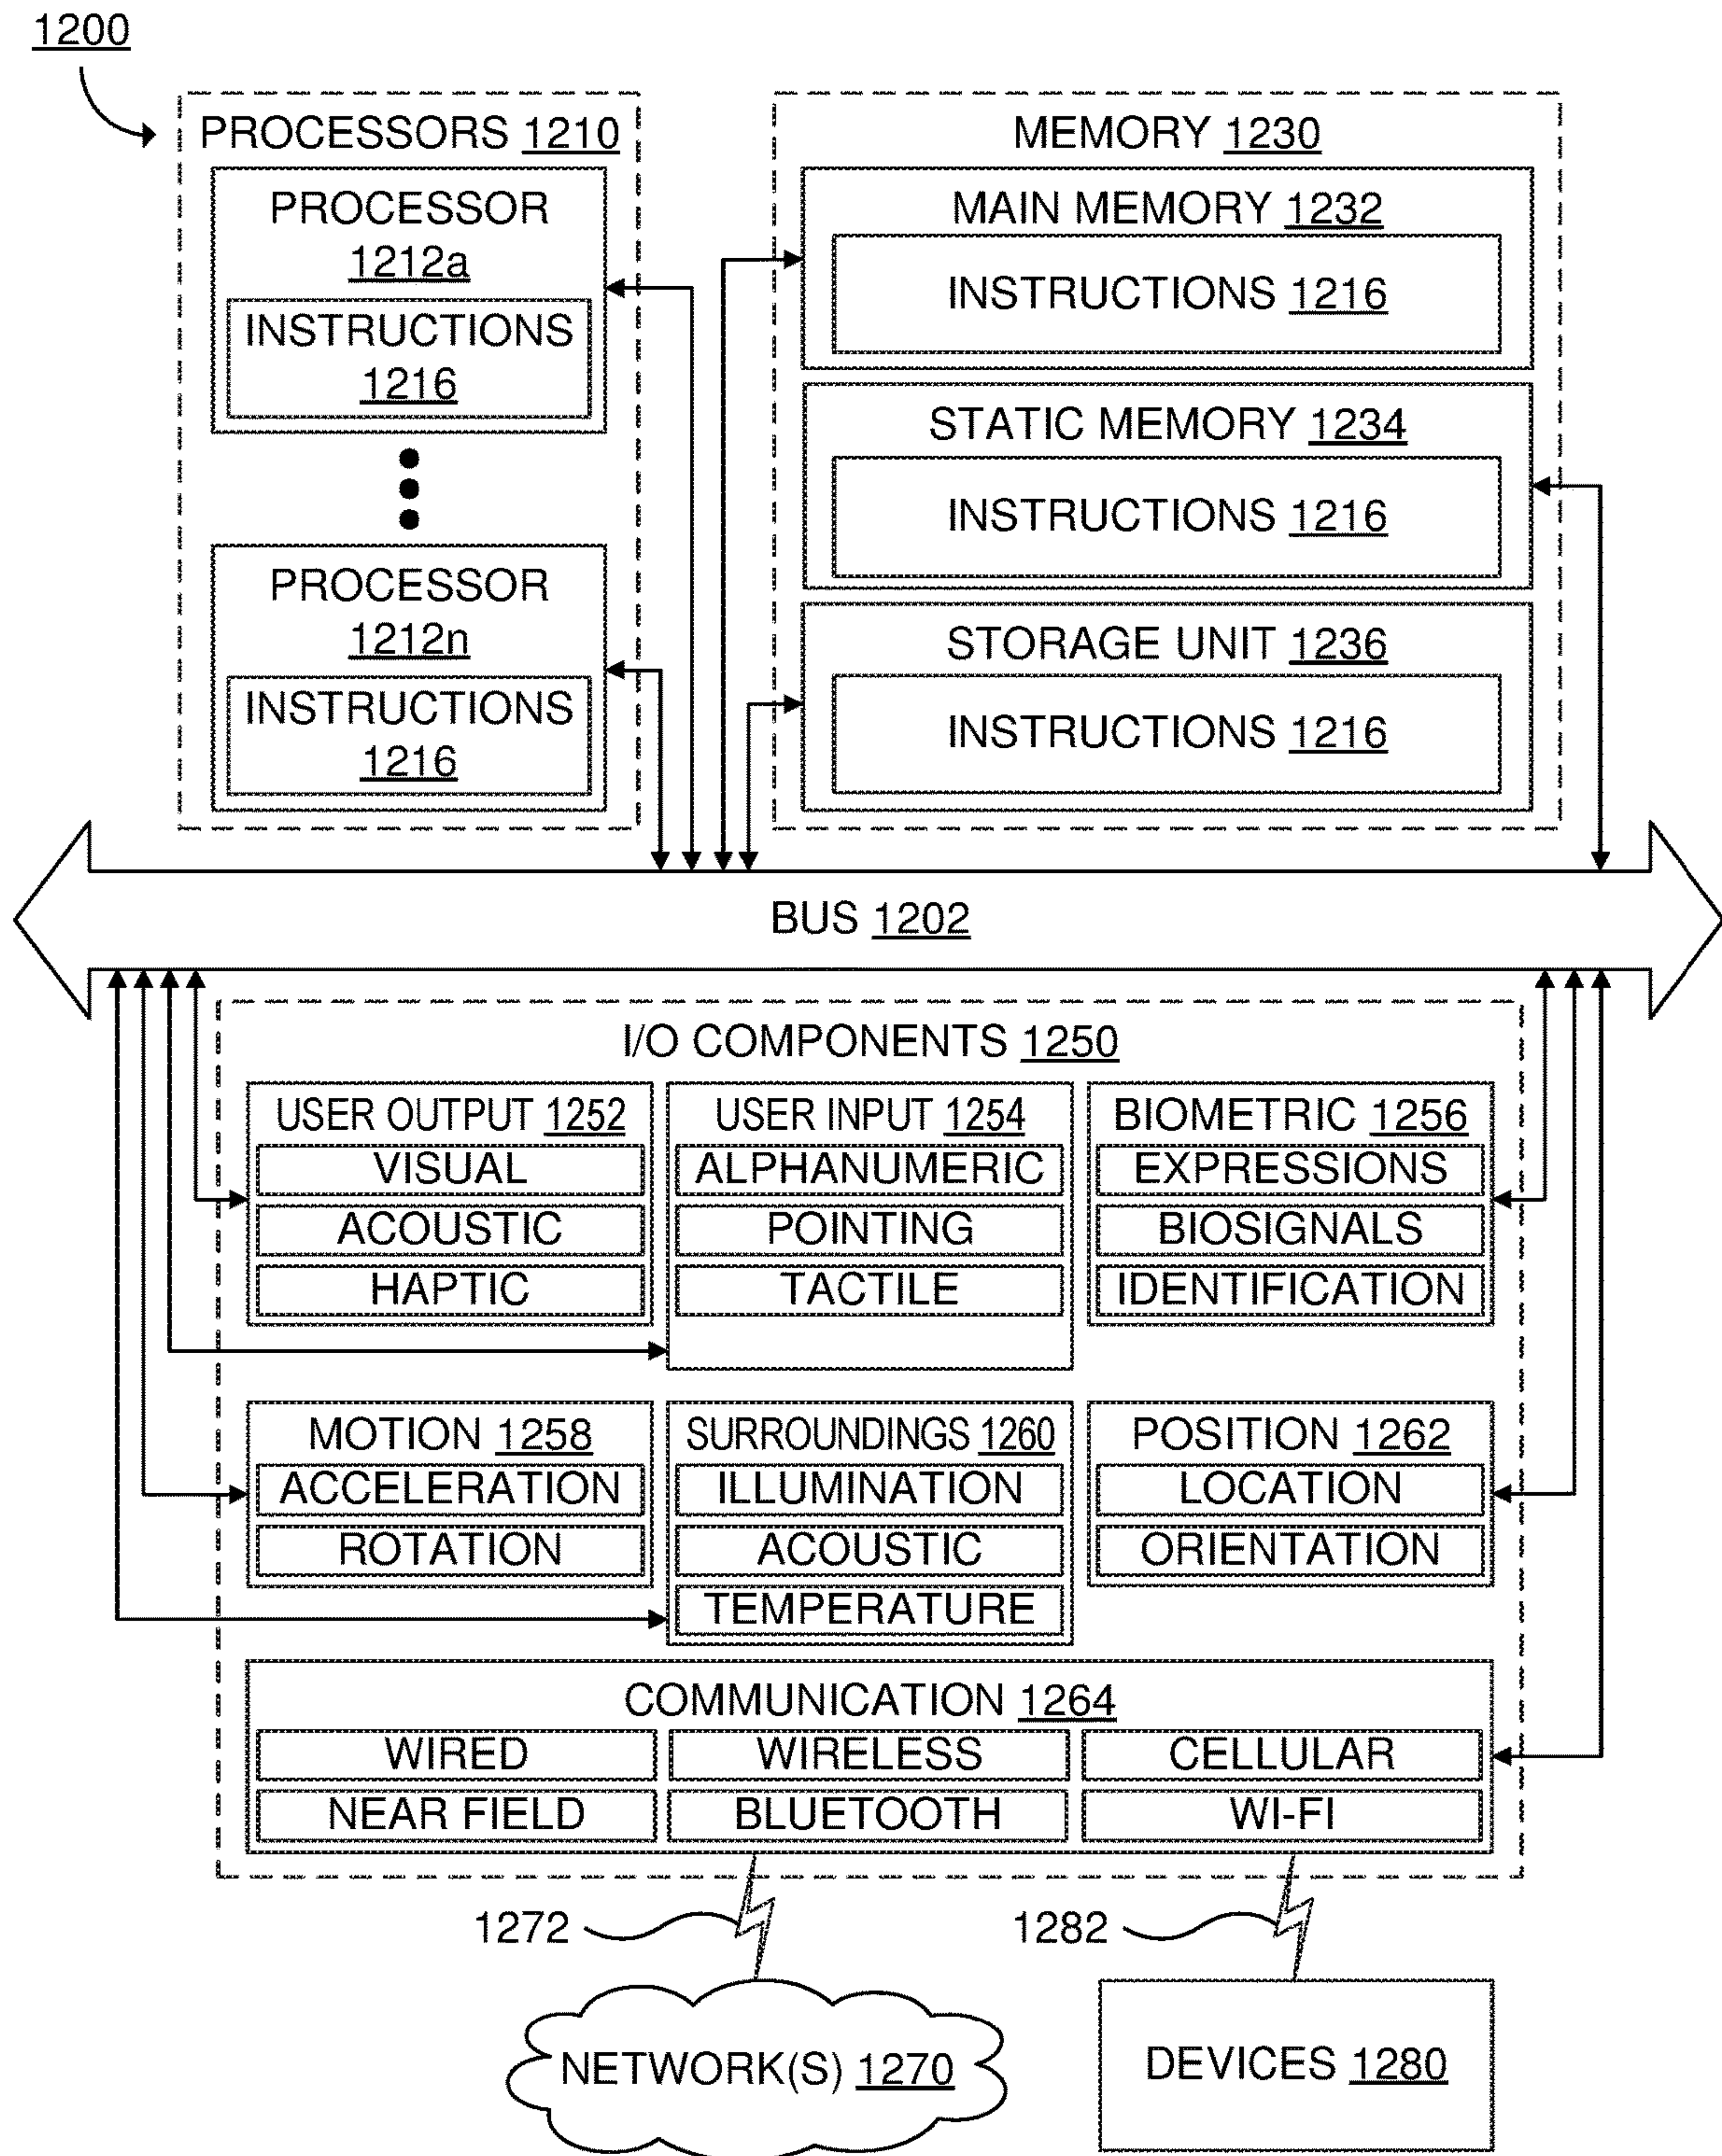 1200
PROCESSORS 1210
PROCESSOR
1212a
INSTRUCTIONS
1216
PROCESSOR
1212n
INSTRUCTIONS
1216
MEMORY 1230
MAIN MEMORY 1232
INSTRUCTIONS 1216
STATIC MEMORY 1234
INSTRUCTIONS 1216
STORAGE UNIT 1236
INSTRUCTIONS 1216
BUS 1202
I/O COMPONENTS 1250
USER OUTPUT 1252
VISUAL
ACOUSTIC
HAPTIC
USER INPUT 1254
ALPHANUMERIC
POINTING
TACTILE
BIOMETRIC 1256
EXPRESSIONS
BIOSIGNALS
IDENTIFICATION
MOTION 1258
ACCELERATION
ROTATION
SURROUNDINGS 1260
ILLUMINATION
ACOUSTIC
TEMPERATURE
POSITION 1262
LOCATION
ORIENTATION
COMMUNICATION 1264
WIRED
WIRELESS
CELLULAR
NEAR FIELD
BLUETOOTH
WI-FI
1272
1282
NETWORK(S) 1270
DEVICES 1280